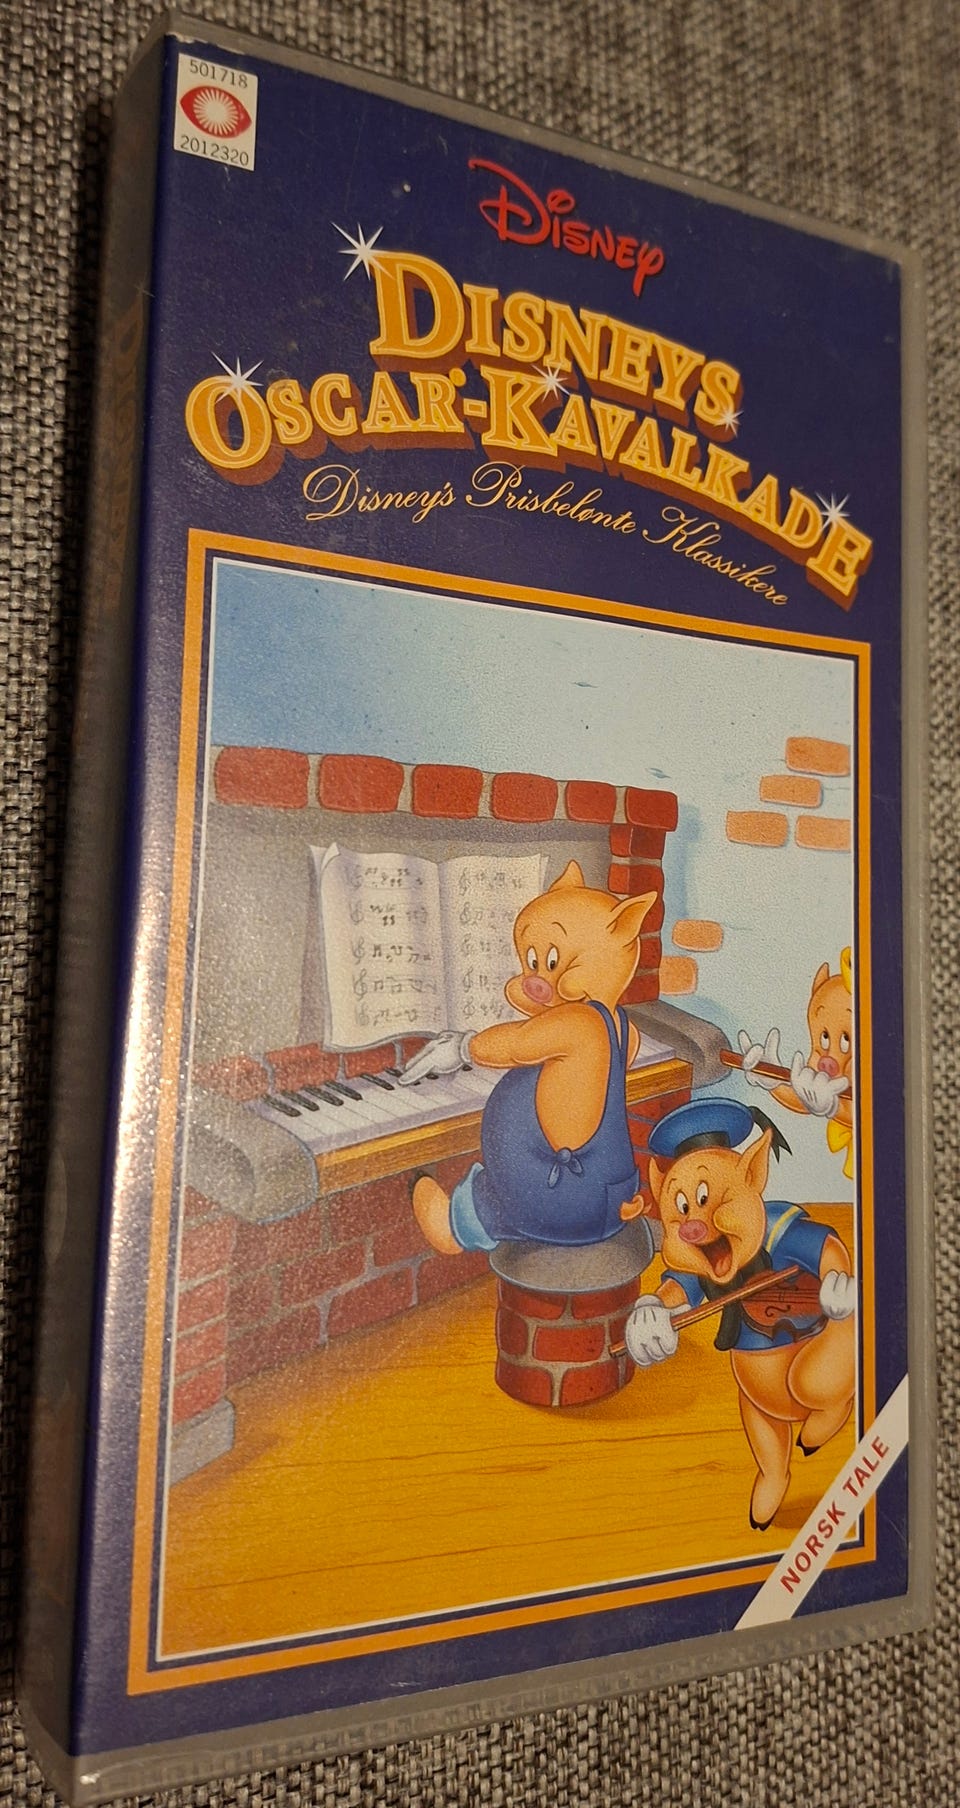 501718
2012320
Disney
DISNEYS
OSCAR®-KAVALKADE
Disney's Prisbelønte Klassikere
NORSK TALE